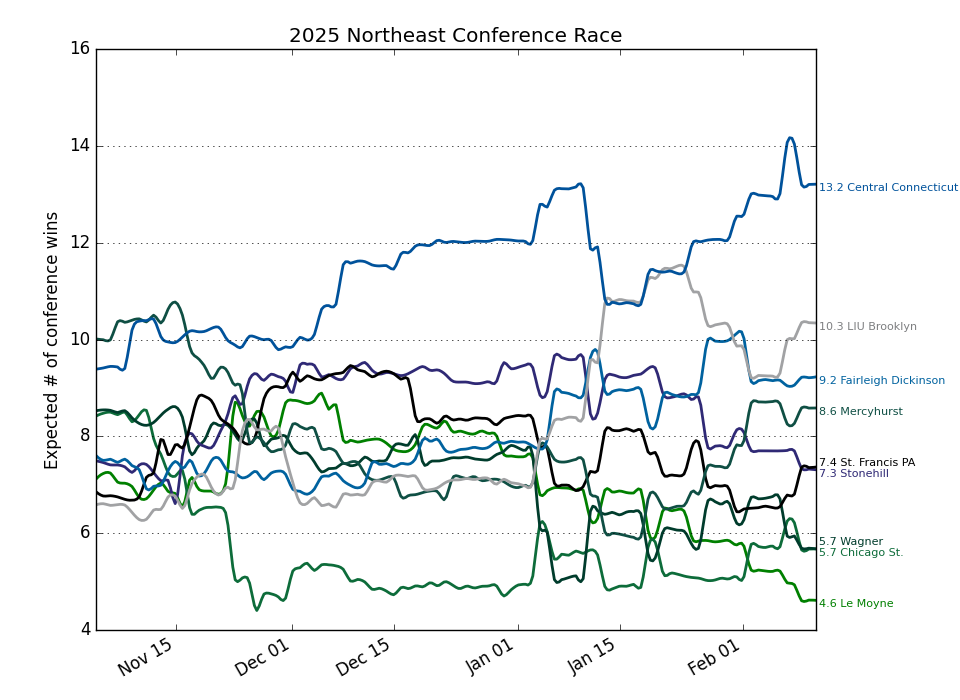 2025 Northeast Conference Race
Expected # of conference wins
16
14
12
10
8
6
4
Nov 15
Dec 01
Dec 15
Jan 01
Jan 15
Feb 01
13.2 Central Connecticut
10.3 LIU Brooklyn
9.2 Fairleigh Dickinson
8.6 Mercyhurst
7.4 St. Francis PA
7.3 Stonehill
5.7 Wagner
5.7 Chicago St.
4.6 Le Moyne